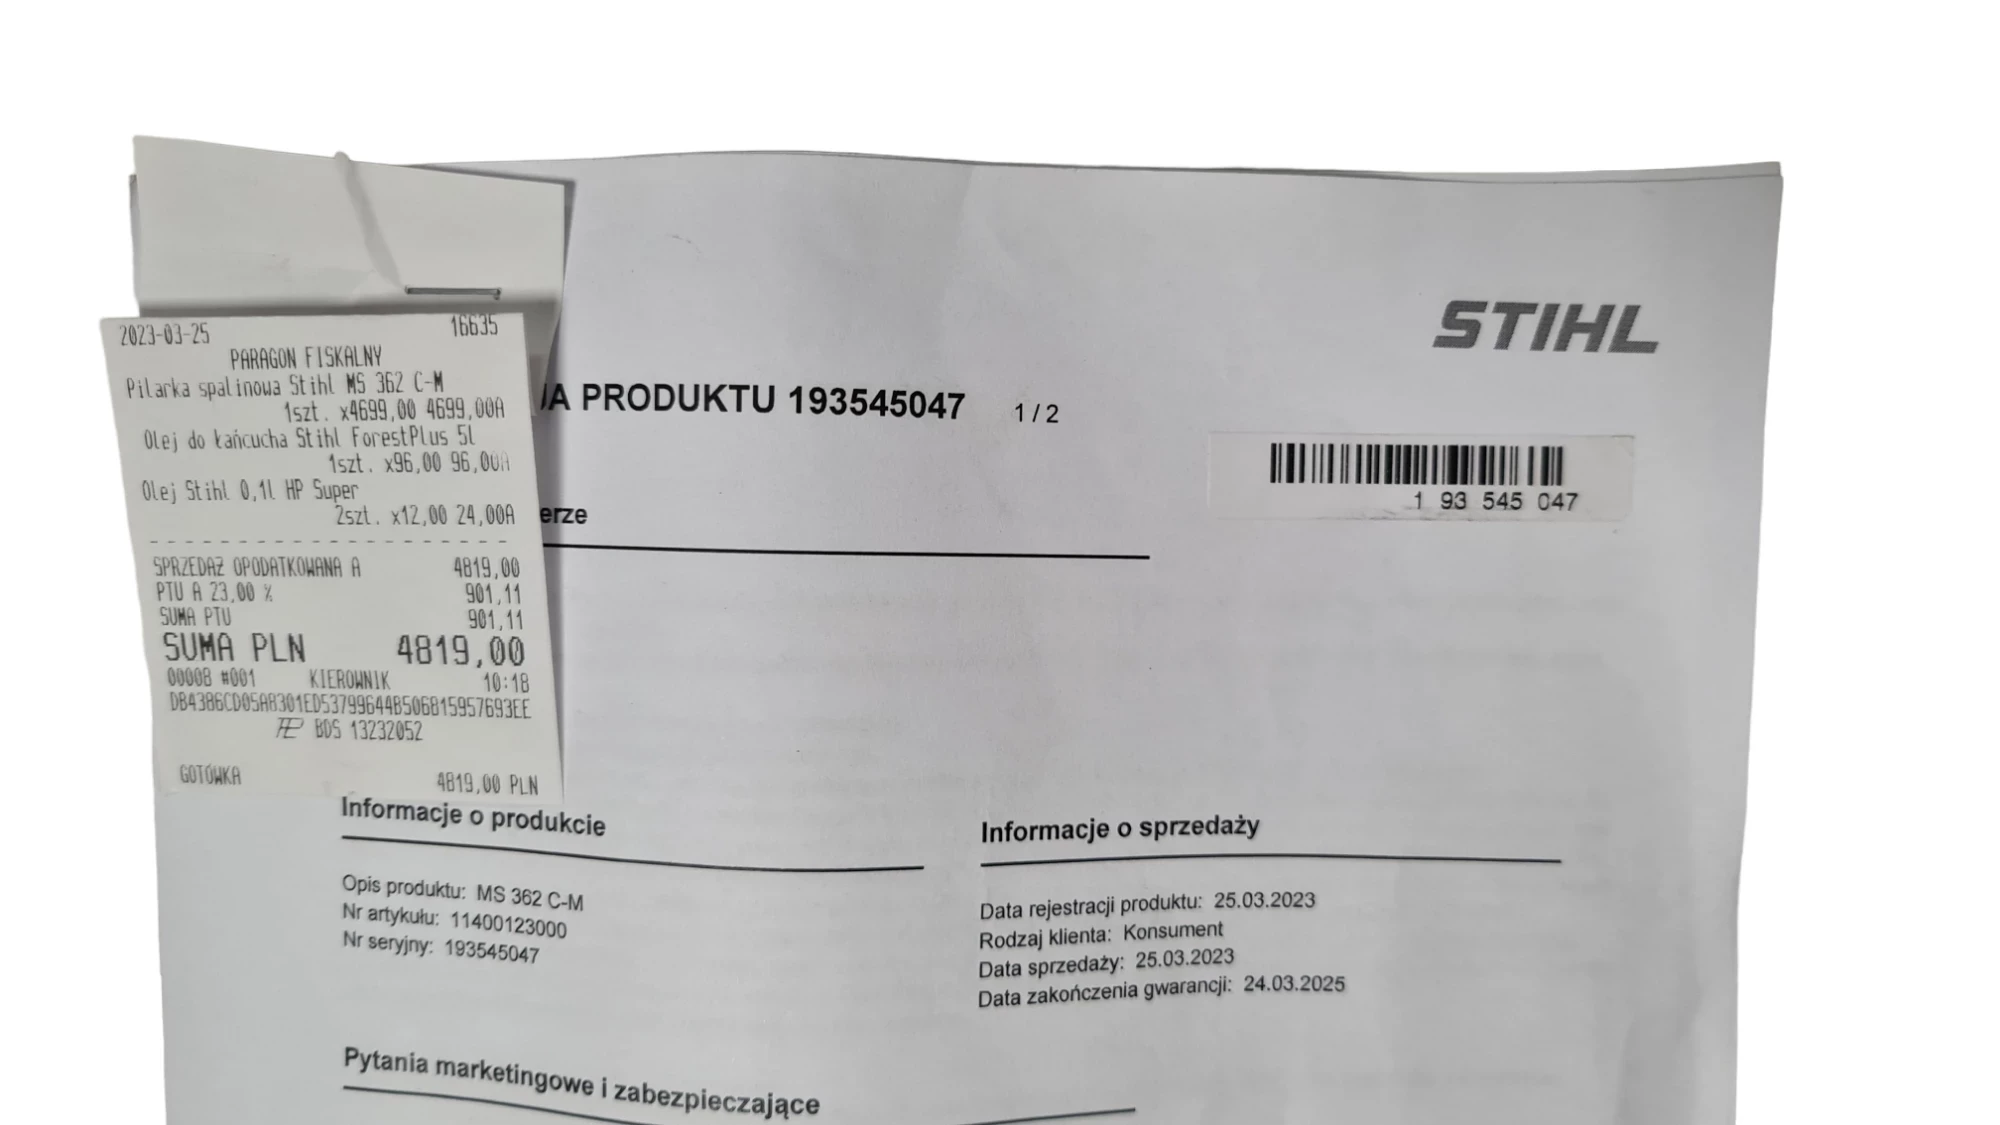 2023-03-25 16635
PARAGON FISKALNY
Pilarka spalinowa Stihl MS 362 C-M
1szt. x4699,00 4699,00A
Olej do łańcucha Stihl ForestPlus 5l
1szt. x96,00 96,00A
Olej Stihl 0,1l HP Super
2szt. x12,00 24,00A
SPRZEDAŻ OPODATKOWANA A 4819,00
PTU A 23,00 % 901,11
SUMA PTU 901,11
SUMA PLN 4819,00
00008 #001 KIEROWNIK 10:18
DB4386CD05A8301ED53799644B506815957693EE
BDS 13232052
GOTÓWKA 4819,00 PLN
STIHL
JA PRODUKTU 193545047 1 / 2
1 93 545 047
erze
Informacje o produkcie
Opis produktu: MS 362 C-M
Nr artykułu: 11400123000
Nr seryjny: 193545047
Informacje o sprzedaży
Data rejestracji produktu: 25.03.2023
Rodzaj klienta: Konsument
Data sprzedaży: 25.03.2023
Data zakończenia gwarancji: 24.03.2025
Pytania marketingowe i zabezpieczające